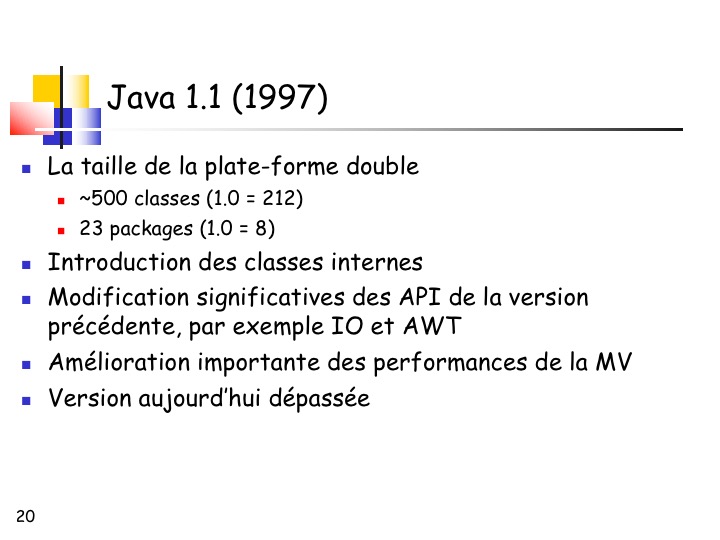 Java 1.1 (1997)
La taille de la plate-forme double
~500 classes (1.0 = 212)
23 packages (1.0 = 8)
Introduction des classes internes
Modification significatives des API de la version
précédente, par exemple IO et AWT
Amélioration importante des performances de la MV
Version aujourd’hui dépassée
20